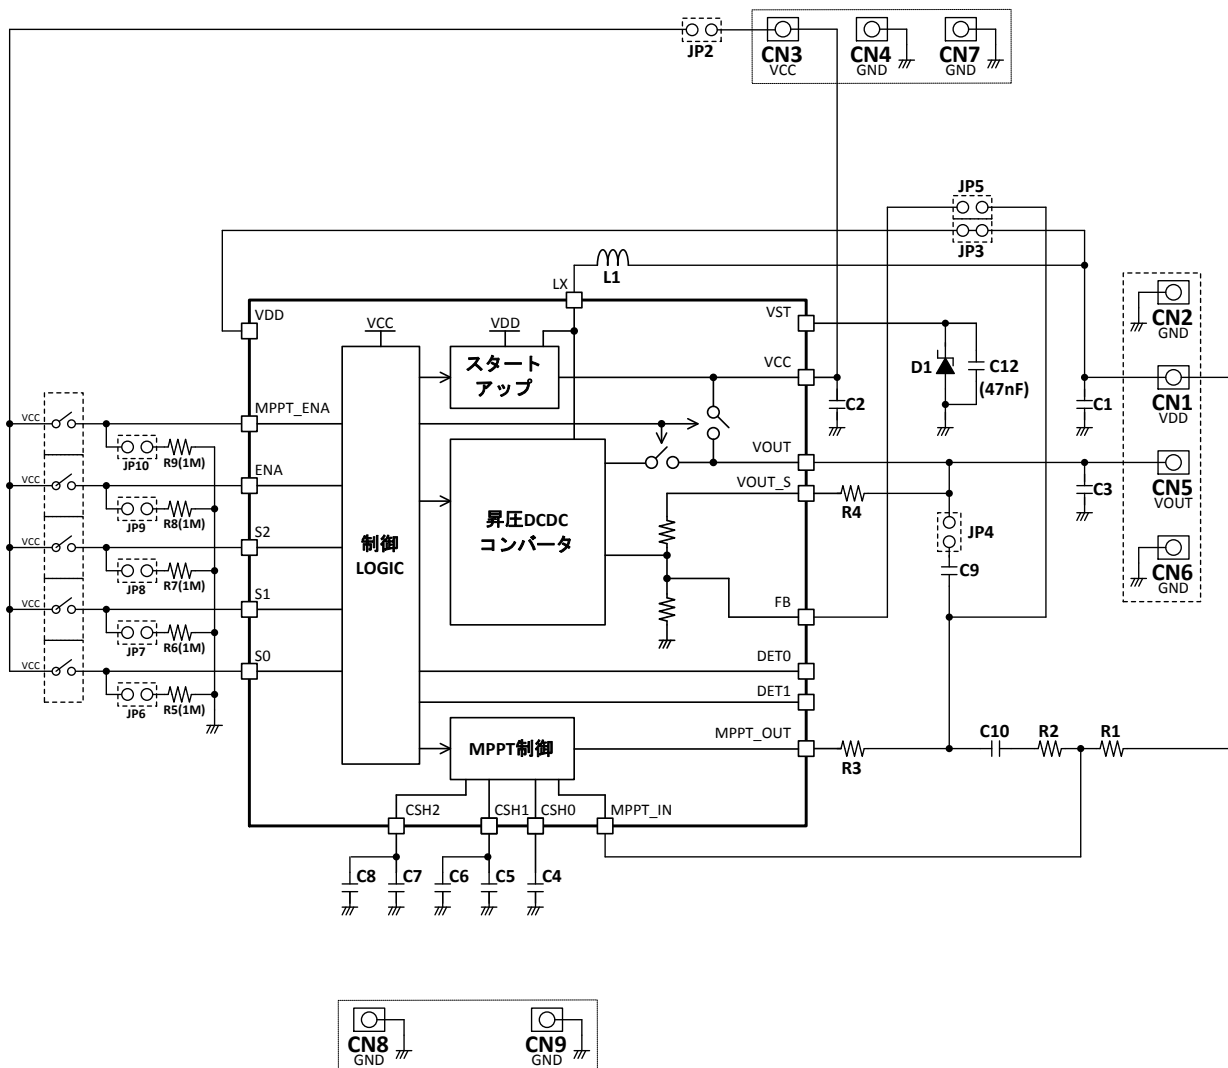 JP2
CN3
VCC
CN4
GND
CN7
GND
JP5
JP3
L1
LX
VDD
VST
VCC
VDD
スタート
アップ
VCC
D1
C12
(47nF)
C2
C1
CN2
GND
CN1
VDD
VCC
MPPT_ENA
JP10
R9(1M)
VOUT
VOUT_S
R4
C3
CN5
VOUT
VCC
ENA
JP9
R8(1M)
制御
LOGIC
昇圧DCDC
コンバータ
JP4
C9
CN6
GND
VCC
S2
JP8
R7(1M)
VCC
S1
JP7
R6(1M)
FB
VCC
S0
JP6
R5(1M)
DET0
DET1
MPPT制御
MPPT_OUT
R3
C10
R2
R1
CSH2
CSH1
CSH0
MPPT_IN
C8
C7
C6
C5
C4
CN8
GND
CN9
GND